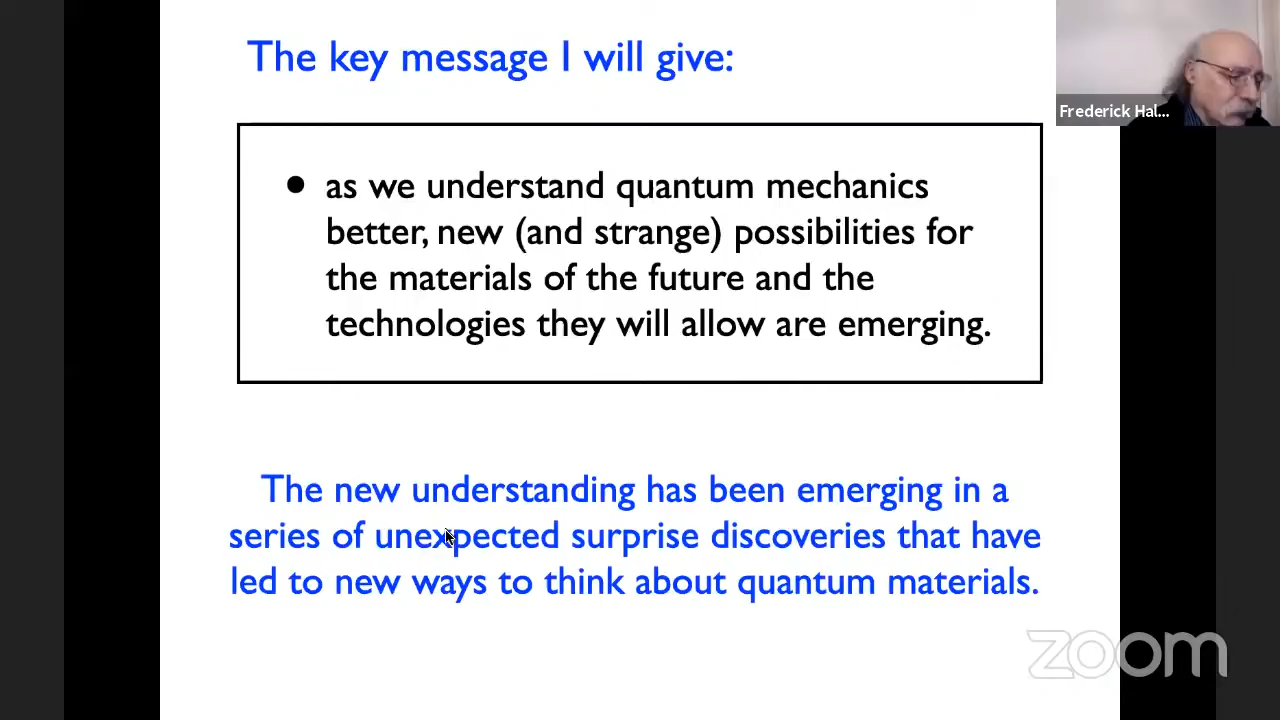 The key message I will give:
Frederick Hal...
• as we understand quantum mechanics
better, new (and strange) possibilities for
the materials of the future and the
technologies they will allow are emerging.
The new understanding has been emerging in a
series of unexpected surprise discoveries that have
led to new ways to think about quantum materials.
zoom